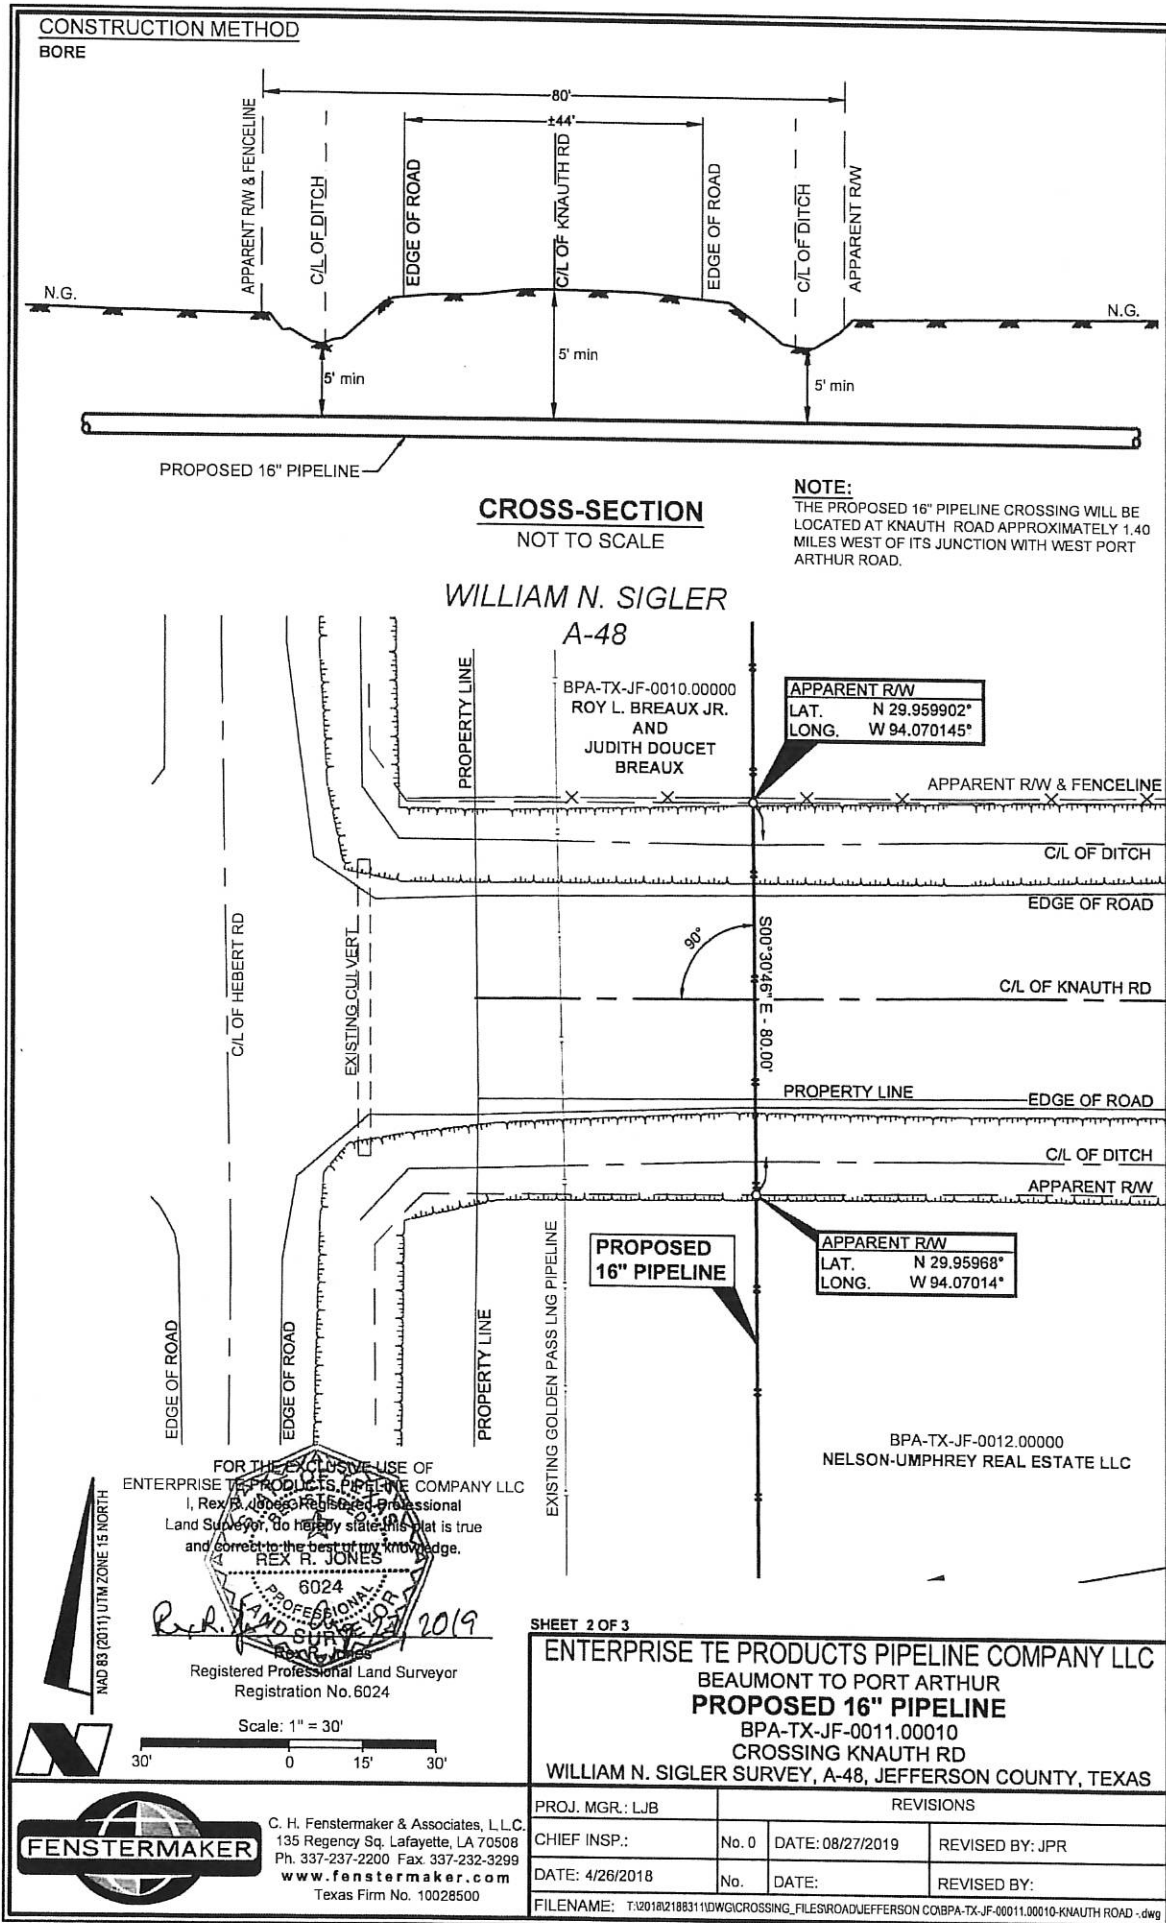 CONSTRUCTION METHOD
BORE
80'
±44'
APPARENT R/W & FENCELINE
C/L OF DITCH
EDGE OF ROAD
C/L OF KNAUTH RD
EDGE OF ROAD
C/L OF DITCH
APPARENT R/W
N.G.
N.G.
5' min
5' min
5' min
PROPOSED 16" PIPELINE
CROSS-SECTION
NOT TO SCALE
NOTE:
THE PROPOSED 16" PIPELINE CROSSING WILL BE
LOCATED AT KNAUTH ROAD APPROXIMATELY 1.40
MILES WEST OF ITS JUNCTION WITH WEST PORT
ARTHUR ROAD.
WILLIAM N. SIGLER
A-48
PROPERTY LINE
BPA-TX-JF-0010.00000
ROY L. BREAUX JR.
AND
JUDITH DOUCET
BREAUX
APPARENT R/W
LAT. N 29.959902°
LONG. W 94.070145°
APPARENT R/W & FENCELINE
C/L OF DITCH
EDGE OF ROAD
C/L OF HEBERT RD
EXISTING CULVERT
90°
S00°30'46" E - 80.00'
C/L OF KNAUTH RD
PROPERTY LINE
EDGE OF ROAD
C/L OF DITCH
APPARENT R/W
PROPOSED
16" PIPELINE
APPARENT R/W
LAT. N 29.95968°
LONG. W 94.07014°
EDGE OF ROAD
EDGE OF ROAD
PROPERTY LINE
EXISTING GOLDEN PASS LNG PIPELINE
BPA-TX-JF-0012.00000
NELSON-UMPHREY REAL ESTATE LLC
FOR THE EXCLUSIVE USE OF
ENTERPRISE TE PRODUCTS PIPELINE COMPANY LLC
I, Rex R. Jones, Registered Professional
Land Surveyor, do hereby state this plat is true
and correct to the best of my knowledge.
STATE OF TEXAS
REGISTERED
REX R. JONES
6024
PROFESSIONAL
LAND SURVEYOR
Rex R. 2019
Rex R. Jones
Registered Professional Land Surveyor
Registration No. 6024
NAD 83 (2011) UTM ZONE 15 NORTH
Scale: 1" = 30'
30' 0 15' 30'
SHEET 2 OF 3
ENTERPRISE TE PRODUCTS PIPELINE COMPANY LLC
BEAUMONT TO PORT ARTHUR
PROPOSED 16" PIPELINE
BPA-TX-JF-0011.00010
CROSSING KNAUTH RD
WILLIAM N. SIGLER SURVEY, A-48, JEFFERSON COUNTY, TEXAS
FENSTERMAKER
C. H. Fenstermaker & Associates, L.L.C.
135 Regency Sq. Lafayette, LA 70508
Ph. 337-237-2200 Fax. 337-232-3299
www.fenstermaker.com
Texas Firm No. 10028500
PROJ. MGR.: LJB REVISIONS
CHIEF INSP.: No. 0 DATE: 08/27/2019 REVISED BY: JPR
DATE: 4/26/2018 No. DATE: REVISED BY:
FILENAME: T:\2018\2188311\DWG\CROSSING_FILES\ROAD\JEFFERSON CO\BPA-TX-JF-00011.00010-KNAUTH ROAD -.dwg